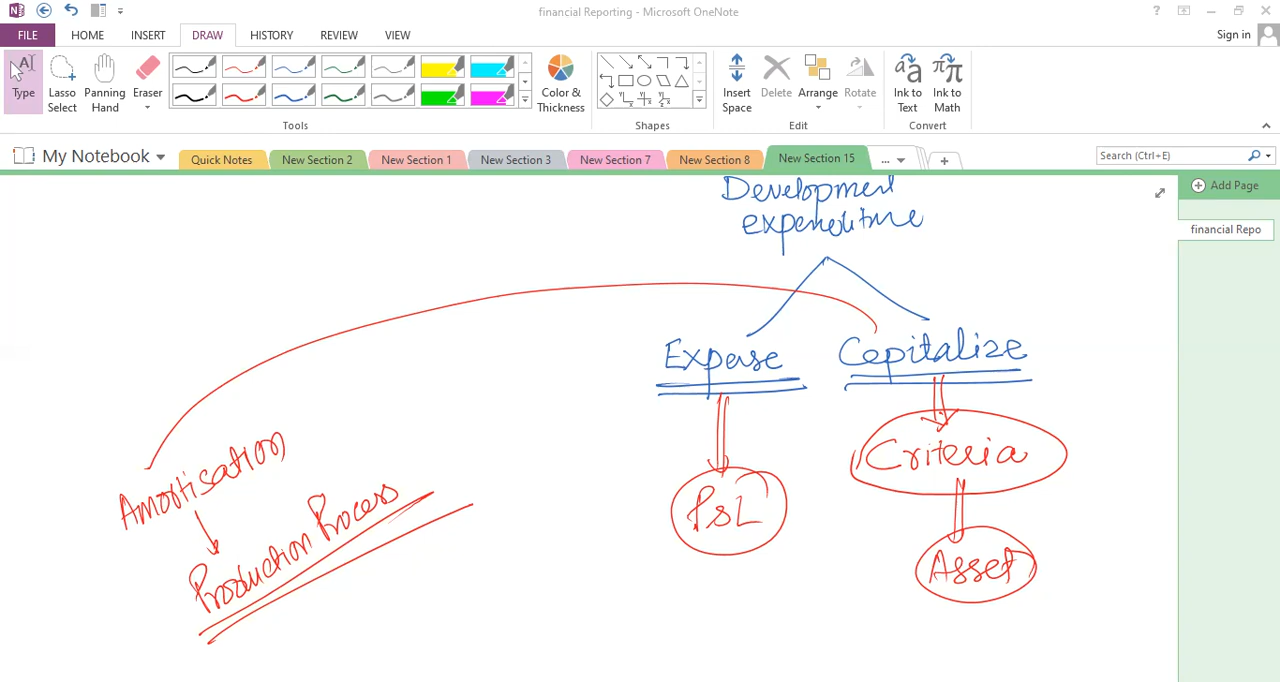 financial Reporting - Microsoft OneNote
?
FILE HOME INSERT DRAW HISTORY REVIEW VIEW
Sign in
Type
Lasso Select
Panning Hand
Eraser
Color & Thickness
Insert Space
Delete
Arrange
Rotate
Ink to Text
Ink to Math
Tools
Shapes
Edit
Convert
My Notebook
Quick Notes
New Section 2
New Section 1
New Section 3
New Section 7
New Section 8
New Section 15
...
Search (Ctrl+E)
Add Page
financial Repo
Development
expenditure
Expense
Capitalize
Criteria
PsL
Asset
Amortisation
Production Process